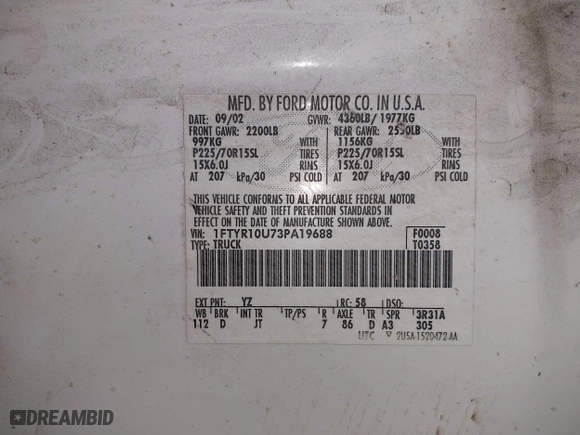 MFD. BY FORD MOTOR CO. IN U.S.A.
DATE: 09/02 GVWR: 4360LB/ 1977KG
FRONT GAWR: 2200LB REAR GAWR: 2550LB
997KG WITH 1156KG WITH
P225/70R15SL TIRES P225/70R15SL TIRES
15X6.0J RIMS 15X6.0J RIMS
AT 207 kPa/30 PSI COLD AT 207 kPa/30 PSI COLD
THIS VEHICLE CONFORMS TO ALL APPLICABLE FEDERAL MOTOR
VEHICLE SAFETY AND THEFT PREVENTION STANDARDS IN
EFFECT ON THE DATE OF MANUFACTURE SHOWN ABOVE.
VIN: 1FTYR10U73PA19688 F0008
TYPE: TRUCK T0358
EXT PNT: YZ RC: 58 DSO:
WB BRK INT TR TP/PS R AXLE TR SPR 3R31A
112 D JT 7 86 D A3 305
UTC 2U5A-1520472-AA
DREAMBID